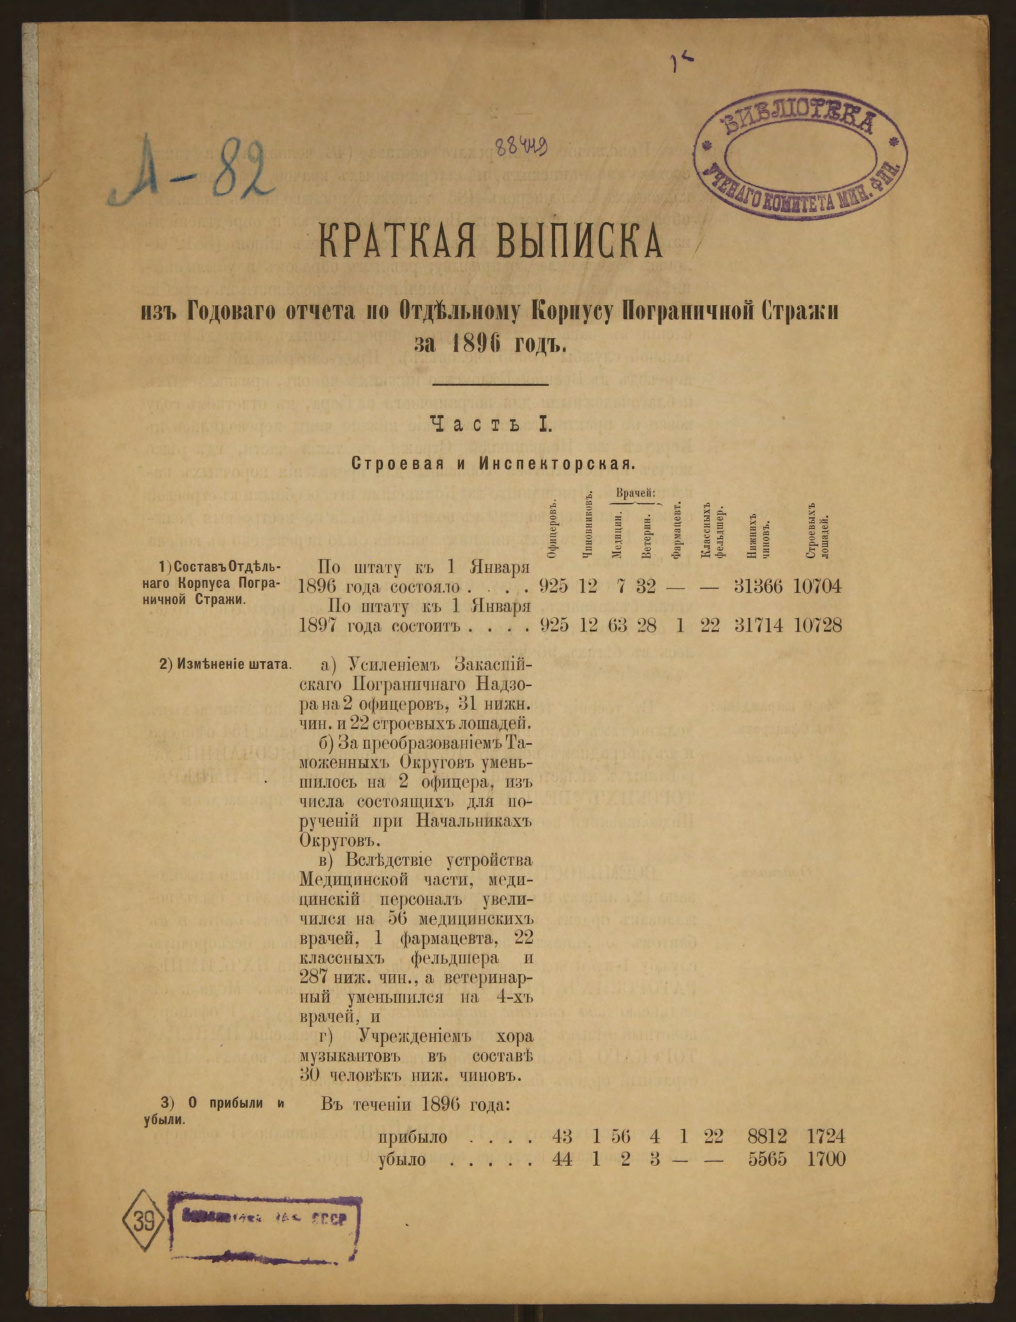 А-82
88449
БИБЛІОТЕКА
УЧЕНАГО КОМИТЕТА МИН. ФИН.
КРАТКАЯ ВЫПИСКА
изъ Годоваго отчета по Отдѣльному Корпусу Пограничной Стражи
за 1896 годъ.
Часть I.
Строевая и Инспекторская.
Офицеровъ. Чиновниковъ. Врачей: Медицин. Ветерин. Фармацевт. Классныхъ фельдшер. Нижнихъ чиновъ. Строевыхъ лошадей.
1) Составъ Отдѣль-
наго Корпуса Погра-
ничной Стражи.
По штату къ 1 Января
1896 года состояло . . . . 925 12 7 32 — — 31366 10704
По штату къ 1 Января
1897 года состоитъ . . . . 925 12 63 28 1 22 31714 10728
2) Измѣненіе штата.
а) Усиленіемъ Закаспій-
скаго Пограничнаго Надзо-
ра на 2 офицеровъ, 31 нижн.
чин. и 22 строевыхъ лошадей.
б) За преобразованіемъ Та-
моженныхъ Округовъ умень-
шилось на 2 офицера, изъ
числа состоящихъ для по-
рученій при Начальникахъ
Округовъ.
в) Вслѣдствіе устройства
Медицинской части, меди-
цинскій персоналъ увели-
чился на 56 медицинскихъ
врачей, 1 фармацевта, 22
классныхъ фельдшера и
287 ниж. чин., а ветеринар-
ный уменьшился на 4-хъ
врачей, и
г) Учрежденіемъ хора
музыкантовъ въ составѣ
30 человѣкъ ниж. чиновъ.
3) О прибыли и
убыли.
Въ теченіи 1896 года:
прибыло . . . . 43 1 56 4 1 22 8812 1724
убыло . . . . . 44 1 2 3 — — 5565 1700
39
СССР